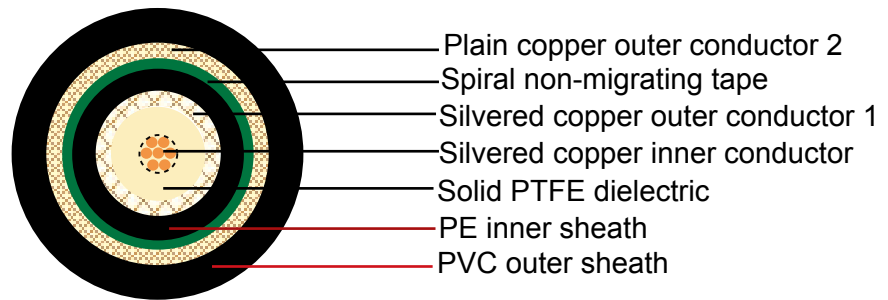 Plain copper outer conductor 2
Spiral non-migrating tape
Silvered copper outer conductor 1
Silvered copper inner conductor
Solid PTFE dielectric
PE inner sheath
PVC outer sheath